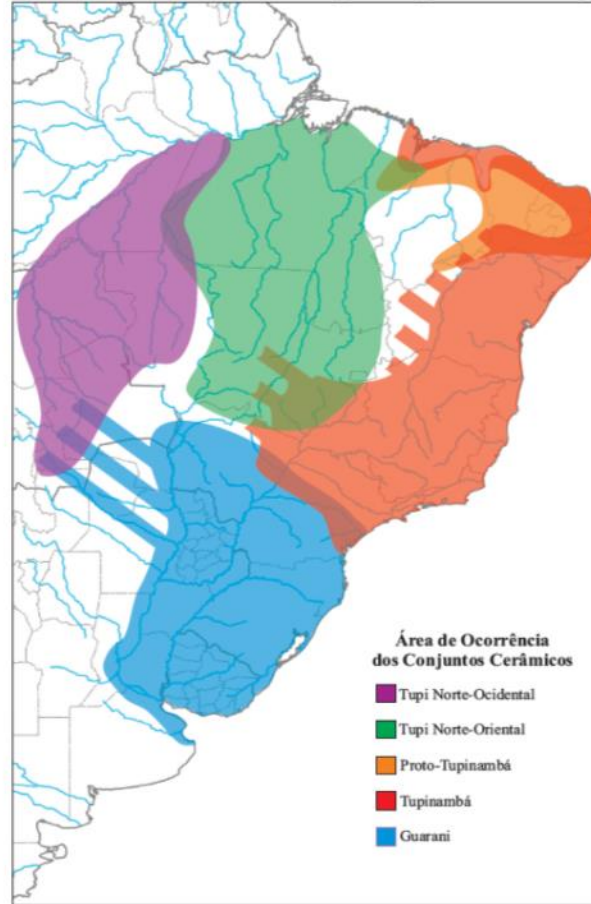 Área de Ocorrência
dos Conjuntos Cerâmicos
Tupi Norte-Ocidental
Tupi Norte-Oriental
Proto-Tupinambá
Tupinambá
Guarani